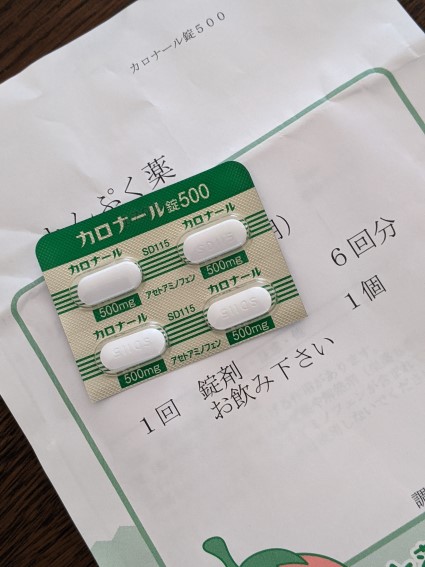 カロナール錠500
んぷく薬
カロナール錠500
カロナール
SD115
カロナール
500mg
アセトアミノフェン
500mg
カロナール
SD115
カロナール
500mg
アセトアミノフェン
500mg
6回分
1回 錠剤 1個
お飲み下さい
調